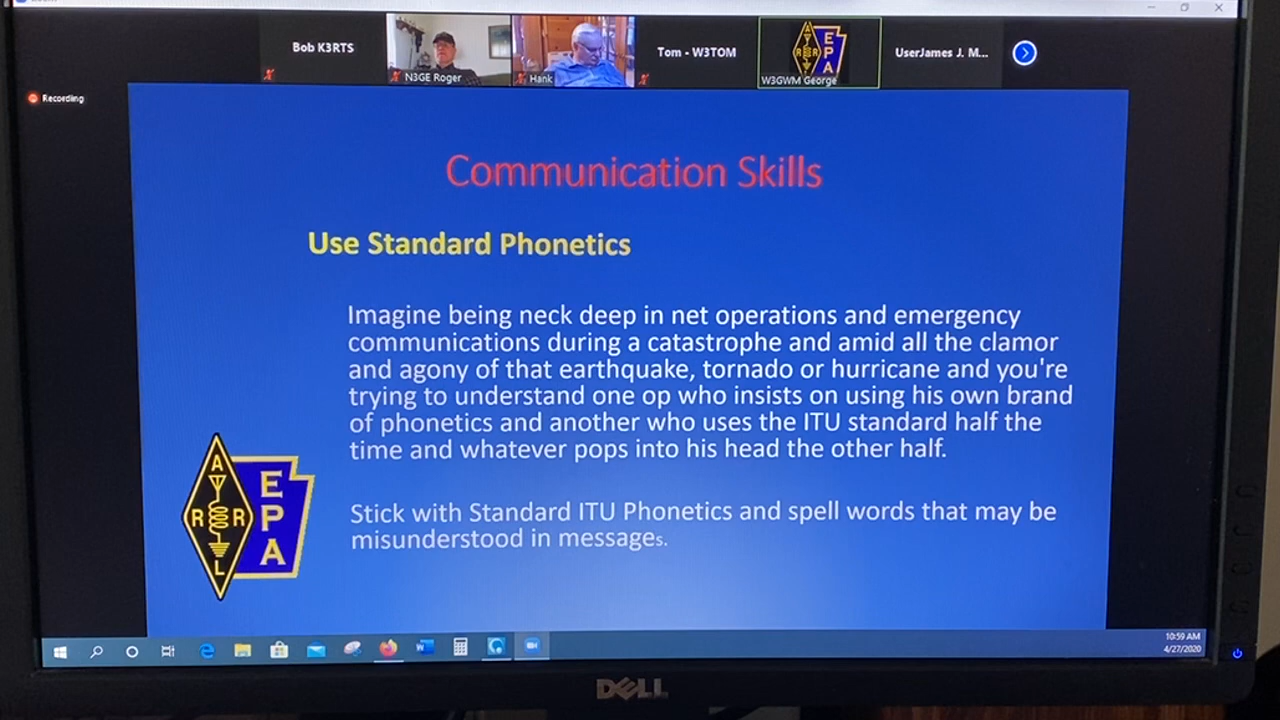 Bob K3RTS
N3GE Roger
Hank
Tom - W3TOM
A
R R
L
E
P
A
W3GWM George
UserJames J. M...
Recording
Communication Skills
Use Standard Phonetics
Imagine being neck deep in net operations and emergency
communications during a catastrophe and amid all the clamor
and agony of that earthquake, tornado or hurricane and you're
trying to understand one op who insists on using his own brand
of phonetics and another who uses the ITU standard half the
time and whatever pops into his head the other half.
Stick with Standard ITU Phonetics and spell words that may be
misunderstood in messages.
A
R R
L
E
P
A
10:59 AM
4/27/2020
DELL